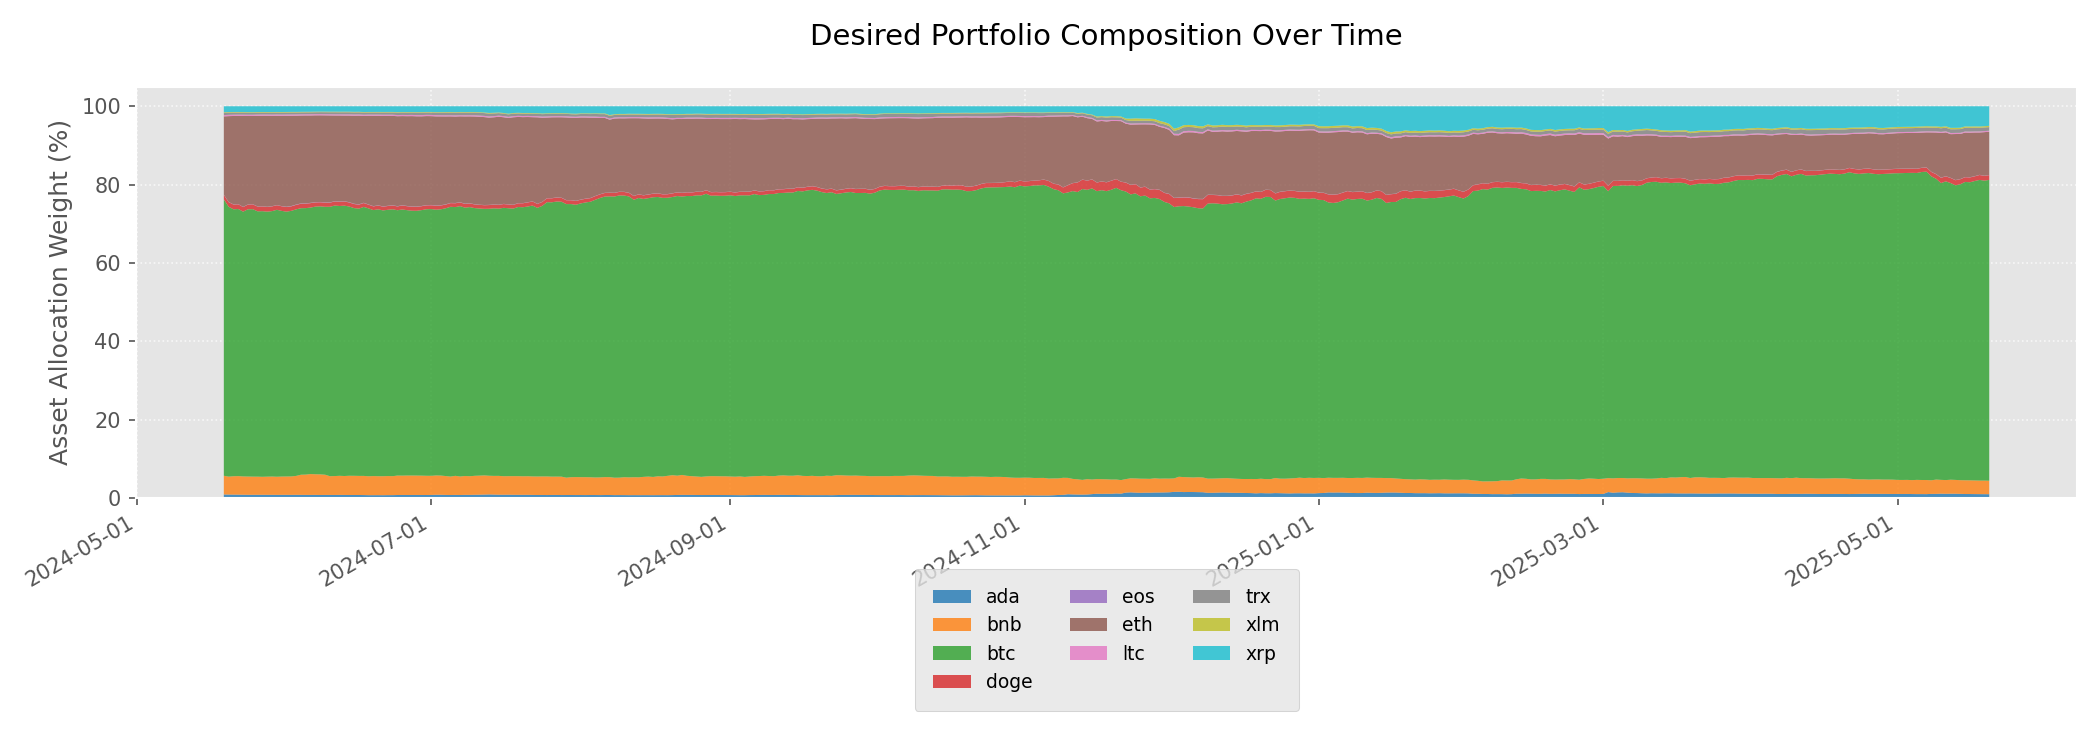 Desired Portfolio Composition Over Time
Asset Allocation Weight (%)
100
80
60
40
20
0
2024-05-01
2024-07-01
2024-09-01
2024-11-01
2025-01-01
2025-03-01
2025-05-01
ada
bnb
btc
doge
eos
eth
ltc
trx
xlm
xrp